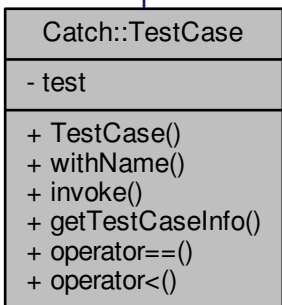 Catch::TestCase
- test
+ TestCase()
+ withName()
+ invoke()
+ getTestCaseInfo()
+ operator==()
+ operator<()